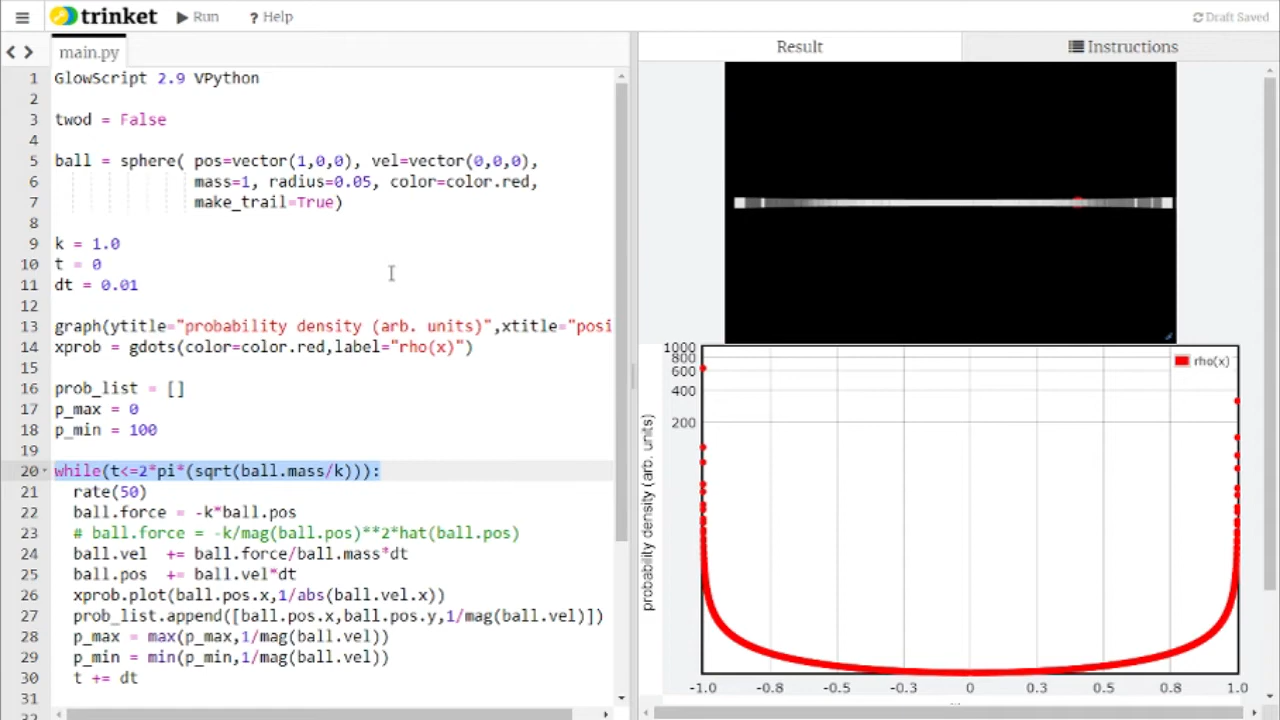 trinket
Run
? Help
Draft Saved
main.py
1 GlowScript 2.9 VPython
2
3 twod = False
4
5 ball = sphere( pos=vector(1,0,0), vel=vector(0,0,0),
6 mass=1, radius=0.05, color=color.red,
7 make_trail=True)
8
9 k = 1.0
10 t = 0
11 dt = 0.01
12
13 graph(ytitle="probability density (arb. units)",xtitle="posi
14 xprob = gdots(color=color.red,label="rho(x)")
15
16 prob_list = []
17 p_max = 0
18 p_min = 100
19
20 while(t<=2*pi*(sqrt(ball.mass/k))):
21 rate(50)
22 ball.force = -k*ball.pos
23 # ball.force = -k/mag(ball.pos)**2*hat(ball.pos)
24 ball.vel += ball.force/ball.mass*dt
25 ball.pos += ball.vel*dt
26 xprob.plot(ball.pos.x,1/abs(ball.vel.x))
27 prob_list.append([ball.pos.x,ball.pos.y,1/mag(ball.vel)])
28 p_max = max(p_max,1/mag(ball.vel))
29 p_min = min(p_min,1/mag(ball.vel))
30 t += dt
31
32
Result
Instructions
1000
800
600
400
200
rho(x)
probability density (arb. units)
-1.0 -0.8 -0.5 -0.3 0 0.3 0.5 0.8 1.0